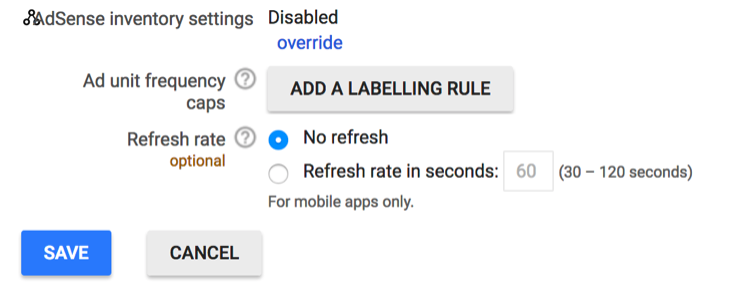 AdSense inventory settings Disabled
override
Ad unit frequency ? ADD A LABELLING RULE
caps
Refresh rate ? No refresh
optional
Refresh rate in seconds: 60 (30 – 120 seconds)
For mobile apps only.
SAVE CANCEL